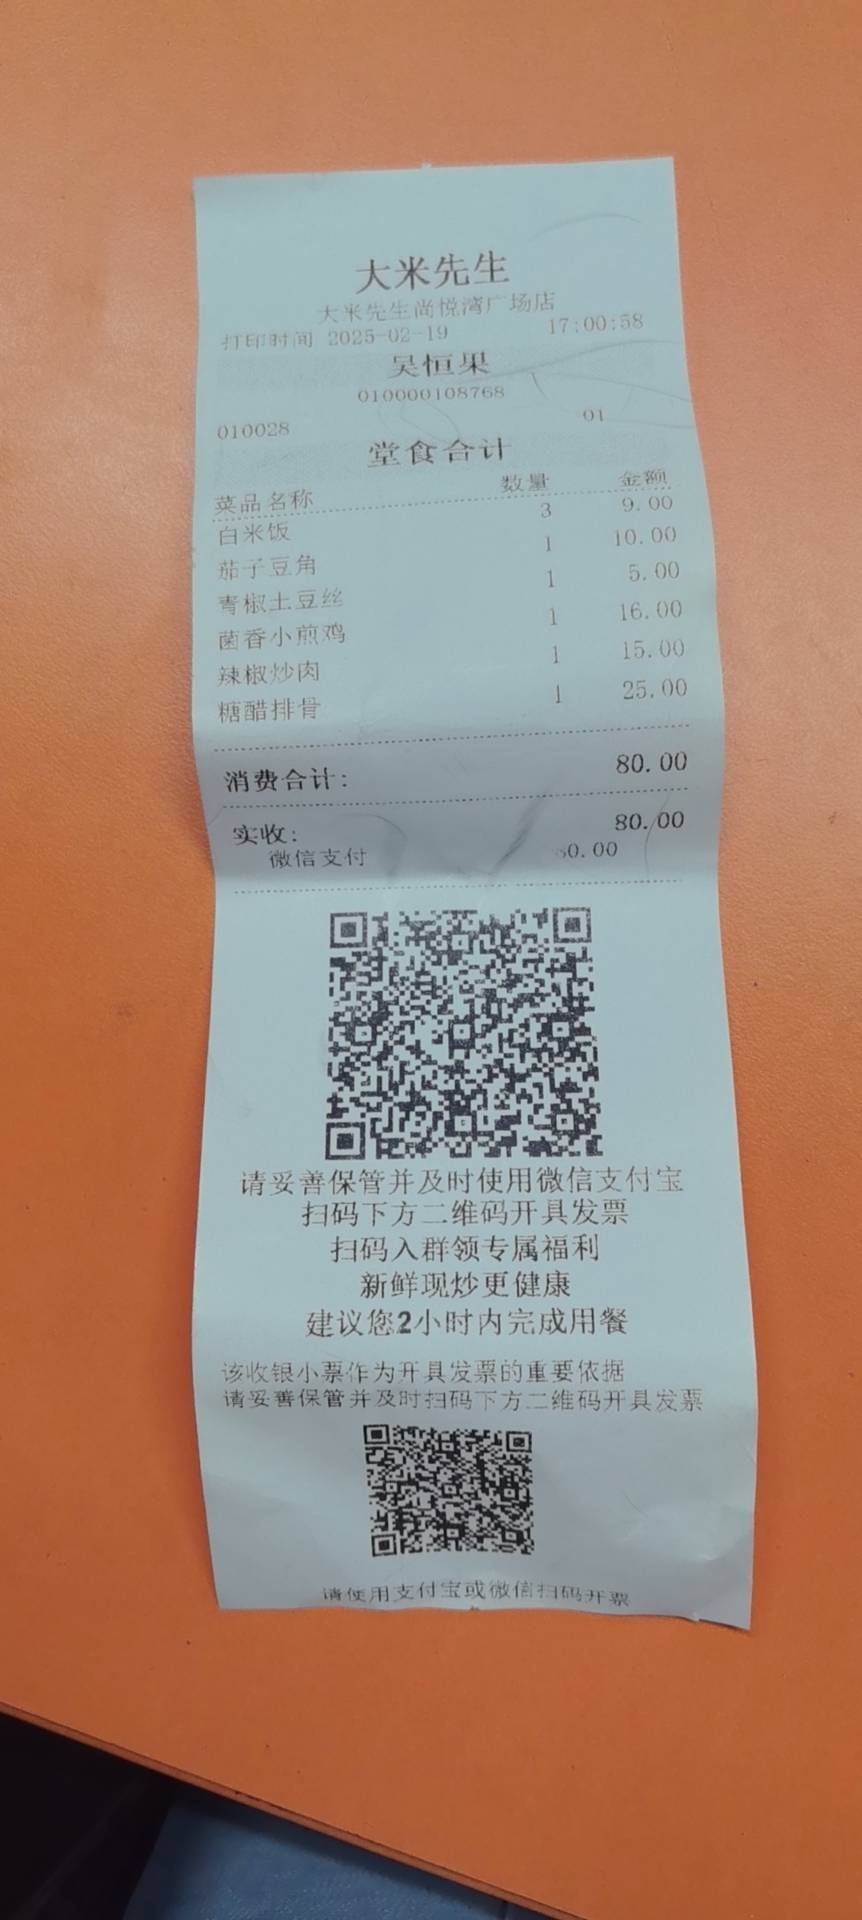 大米先生
大米先生尚悦湾广场店
打印时间 2025-02-19 17:00:58
吴恒果
010000108768
010028 01
堂食合计
菜品名称 数量 金额
白米饭 3 9.00
茄子豆角 1 10.00
青椒土豆丝 1 5.00
菌香小煎鸡 1 16.00
辣椒炒肉 1 15.00
糖醋排骨 1 25.00
消费合计: 80.00
实收: 80.00
微信支付 80.00
请妥善保管并及时使用微信支付宝
扫码下方二维码开具发票
扫码入群领专属福利
新鲜现炒更健康
建议您2小时内完成用餐
该收银小票作为开具发票的重要依据
请妥善保管并及时扫码下方二维码开具发票
请使用支付宝或微信扫码开票